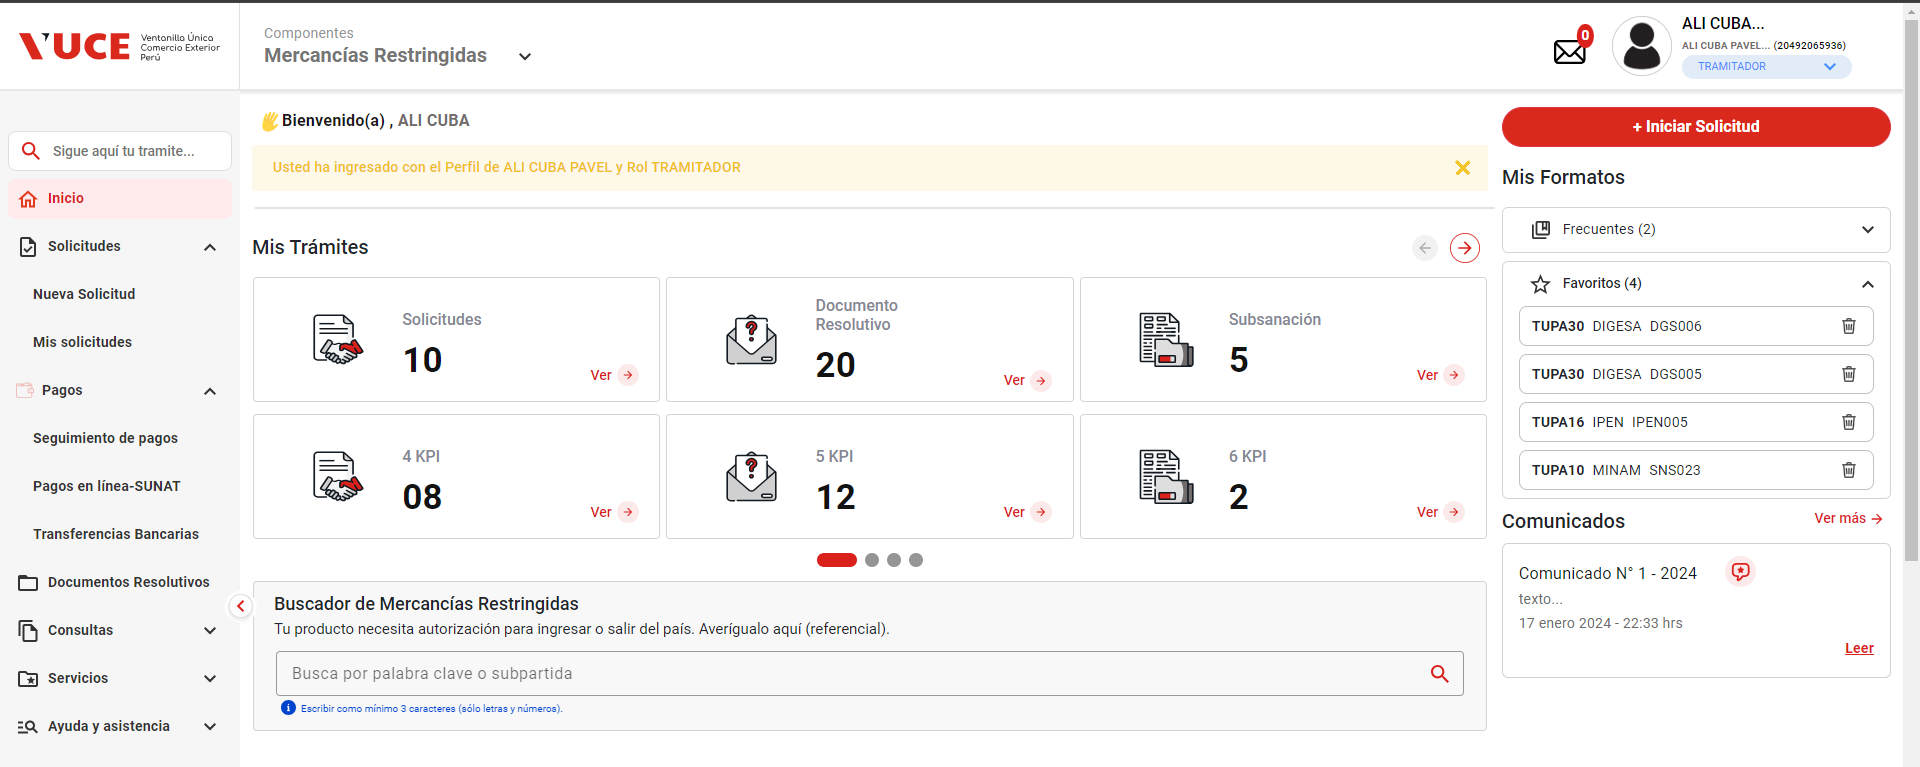 VUCE
Ventanilla Única
Comercio Exterior
Perú
Componentes
Mercancías Restringidas
0
ALI CUBA...
ALI CUBA PAVEL... (20492065936)
TRAMITADOR
Sigue aquí tu tramite...
Inicio
Solicitudes
Nueva Solicitud
Mis solicitudes
Pagos
Seguimiento de pagos
Pagos en línea-SUNAT
Transferencias Bancarias
Documentos Resolutivos
Consultas
Servicios
Ayuda y asistencia
Bienvenido(a) , ALI CUBA
Usted ha ingresado con el Perfil de ALI CUBA PAVEL y Rol TRAMITADOR
Mis Trámites
Solicitudes
10
Ver
Documento
Resolutivo
20
Ver
Subsanación
5
Ver
4 KPI
08
Ver
5 KPI
12
Ver
6 KPI
2
Ver
Buscador de Mercancías Restringidas
Tu producto necesita autorización para ingresar o salir del país. Averígualo aquí (referencial).
Busca por palabra clave o subpartida
Escribir como mínimo 3 caracteres (sólo letras y números).
+ Iniciar Solicitud
Mis Formatos
Frecuentes (2)
Favoritos (4)
TUPA30 DIGESA DGS006
TUPA30 DIGESA DGS005
TUPA16 IPEN IPEN005
TUPA10 MINAM SNS023
Comunicados
Ver más
Comunicado N° 1 - 2024
texto...
17 enero 2024 - 22:33 hrs
Leer